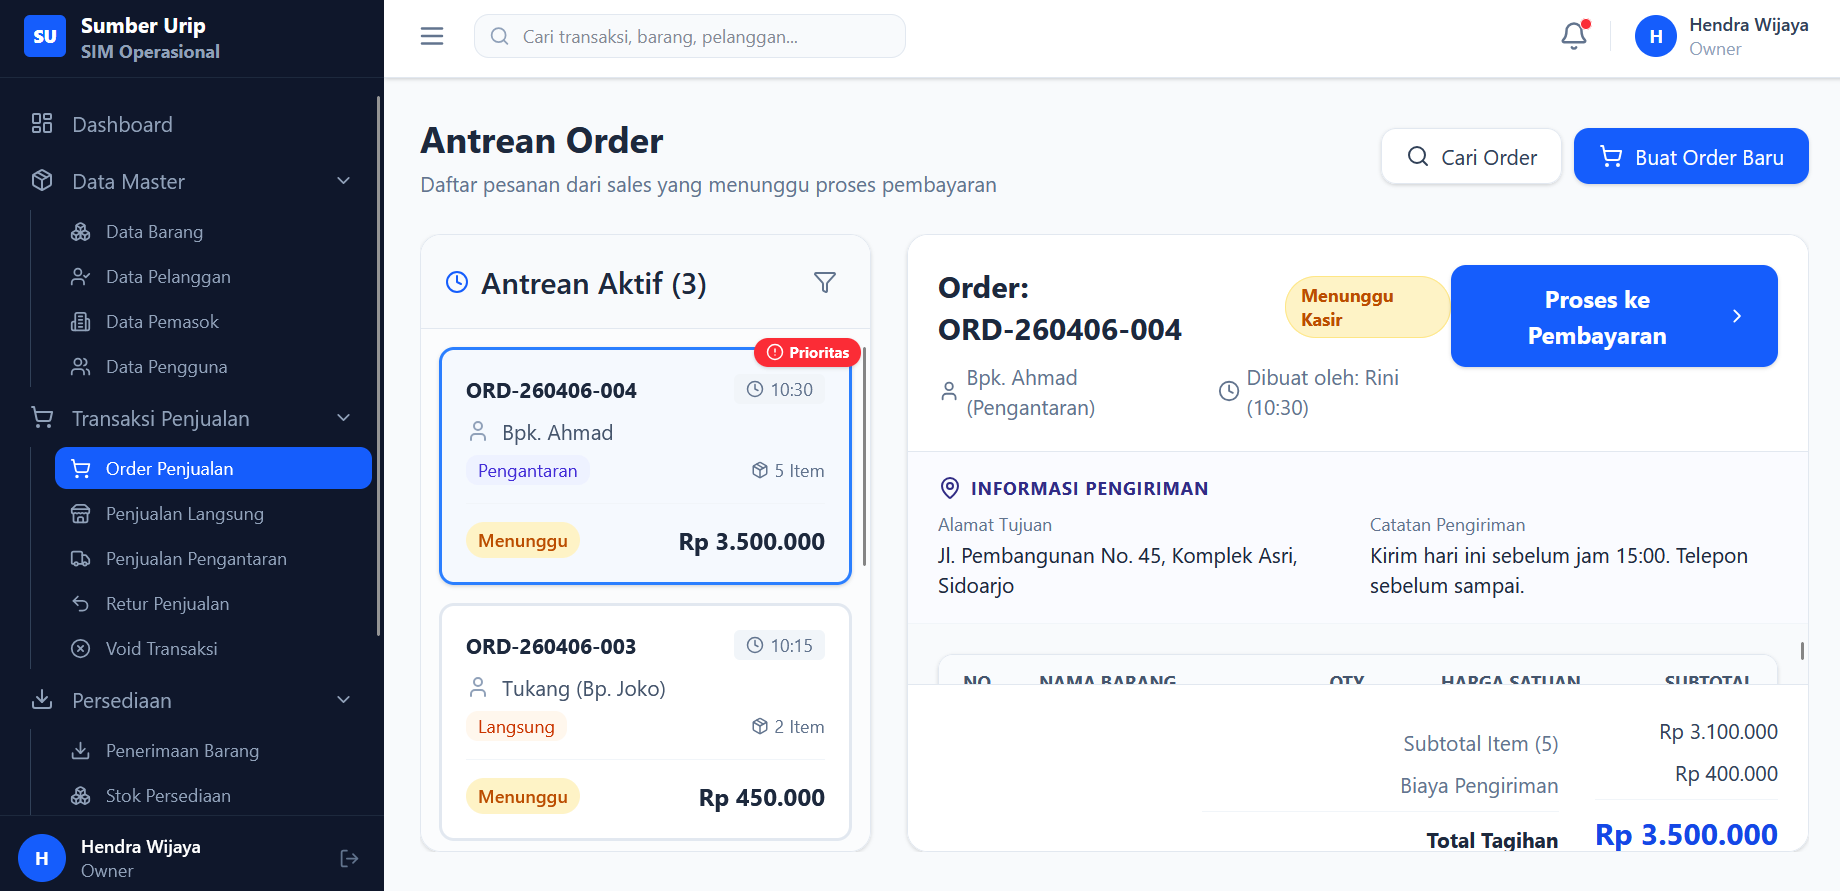 SU
Sumber Urip
SIM Operasional
Dashboard
Data Master
Data Barang
Data Pelanggan
Data Pemasok
Data Pengguna
Transaksi Penjualan
Order Penjualan
Penjualan Langsung
Penjualan Pengantaran
Retur Penjualan
Void Transaksi
Persediaan
Penerimaan Barang
Stok Persediaan
H
Hendra Wijaya
Owner
Cari transaksi, barang, pelanggan...
H
Hendra Wijaya
Owner
Antrean Order
Daftar pesanan dari sales yang menunggu proses pembayaran
Cari Order
Buat Order Baru
Antrean Aktif (3)
Prioritas
ORD-260406-004
10:30
Bpk. Ahmad
Pengantaran
5 Item
Menunggu
Rp 3.500.000
ORD-260406-003
10:15
Tukang (Bp. Joko)
Langsung
2 Item
Menunggu
Rp 450.000
Order:
ORD-260406-004
Menunggu
Kasir
Proses ke
Pembayaran
Bpk. Ahmad
(Pengantaran)
Dibuat oleh: Rini
(10:30)
INFORMASI PENGIRIMAN
Alamat Tujuan
Jl. Pembangunan No. 45, Komplek Asri,
Sidoarjo
Catatan Pengiriman
Kirim hari ini sebelum jam 15:00. Telepon
sebelum sampai.
NO NAMA BARANG QTY HARGA SATUAN SUBTOTAL
Subtotal Item (5) Rp 3.100.000
Biaya Pengiriman Rp 400.000
Total Tagihan Rp 3.500.000